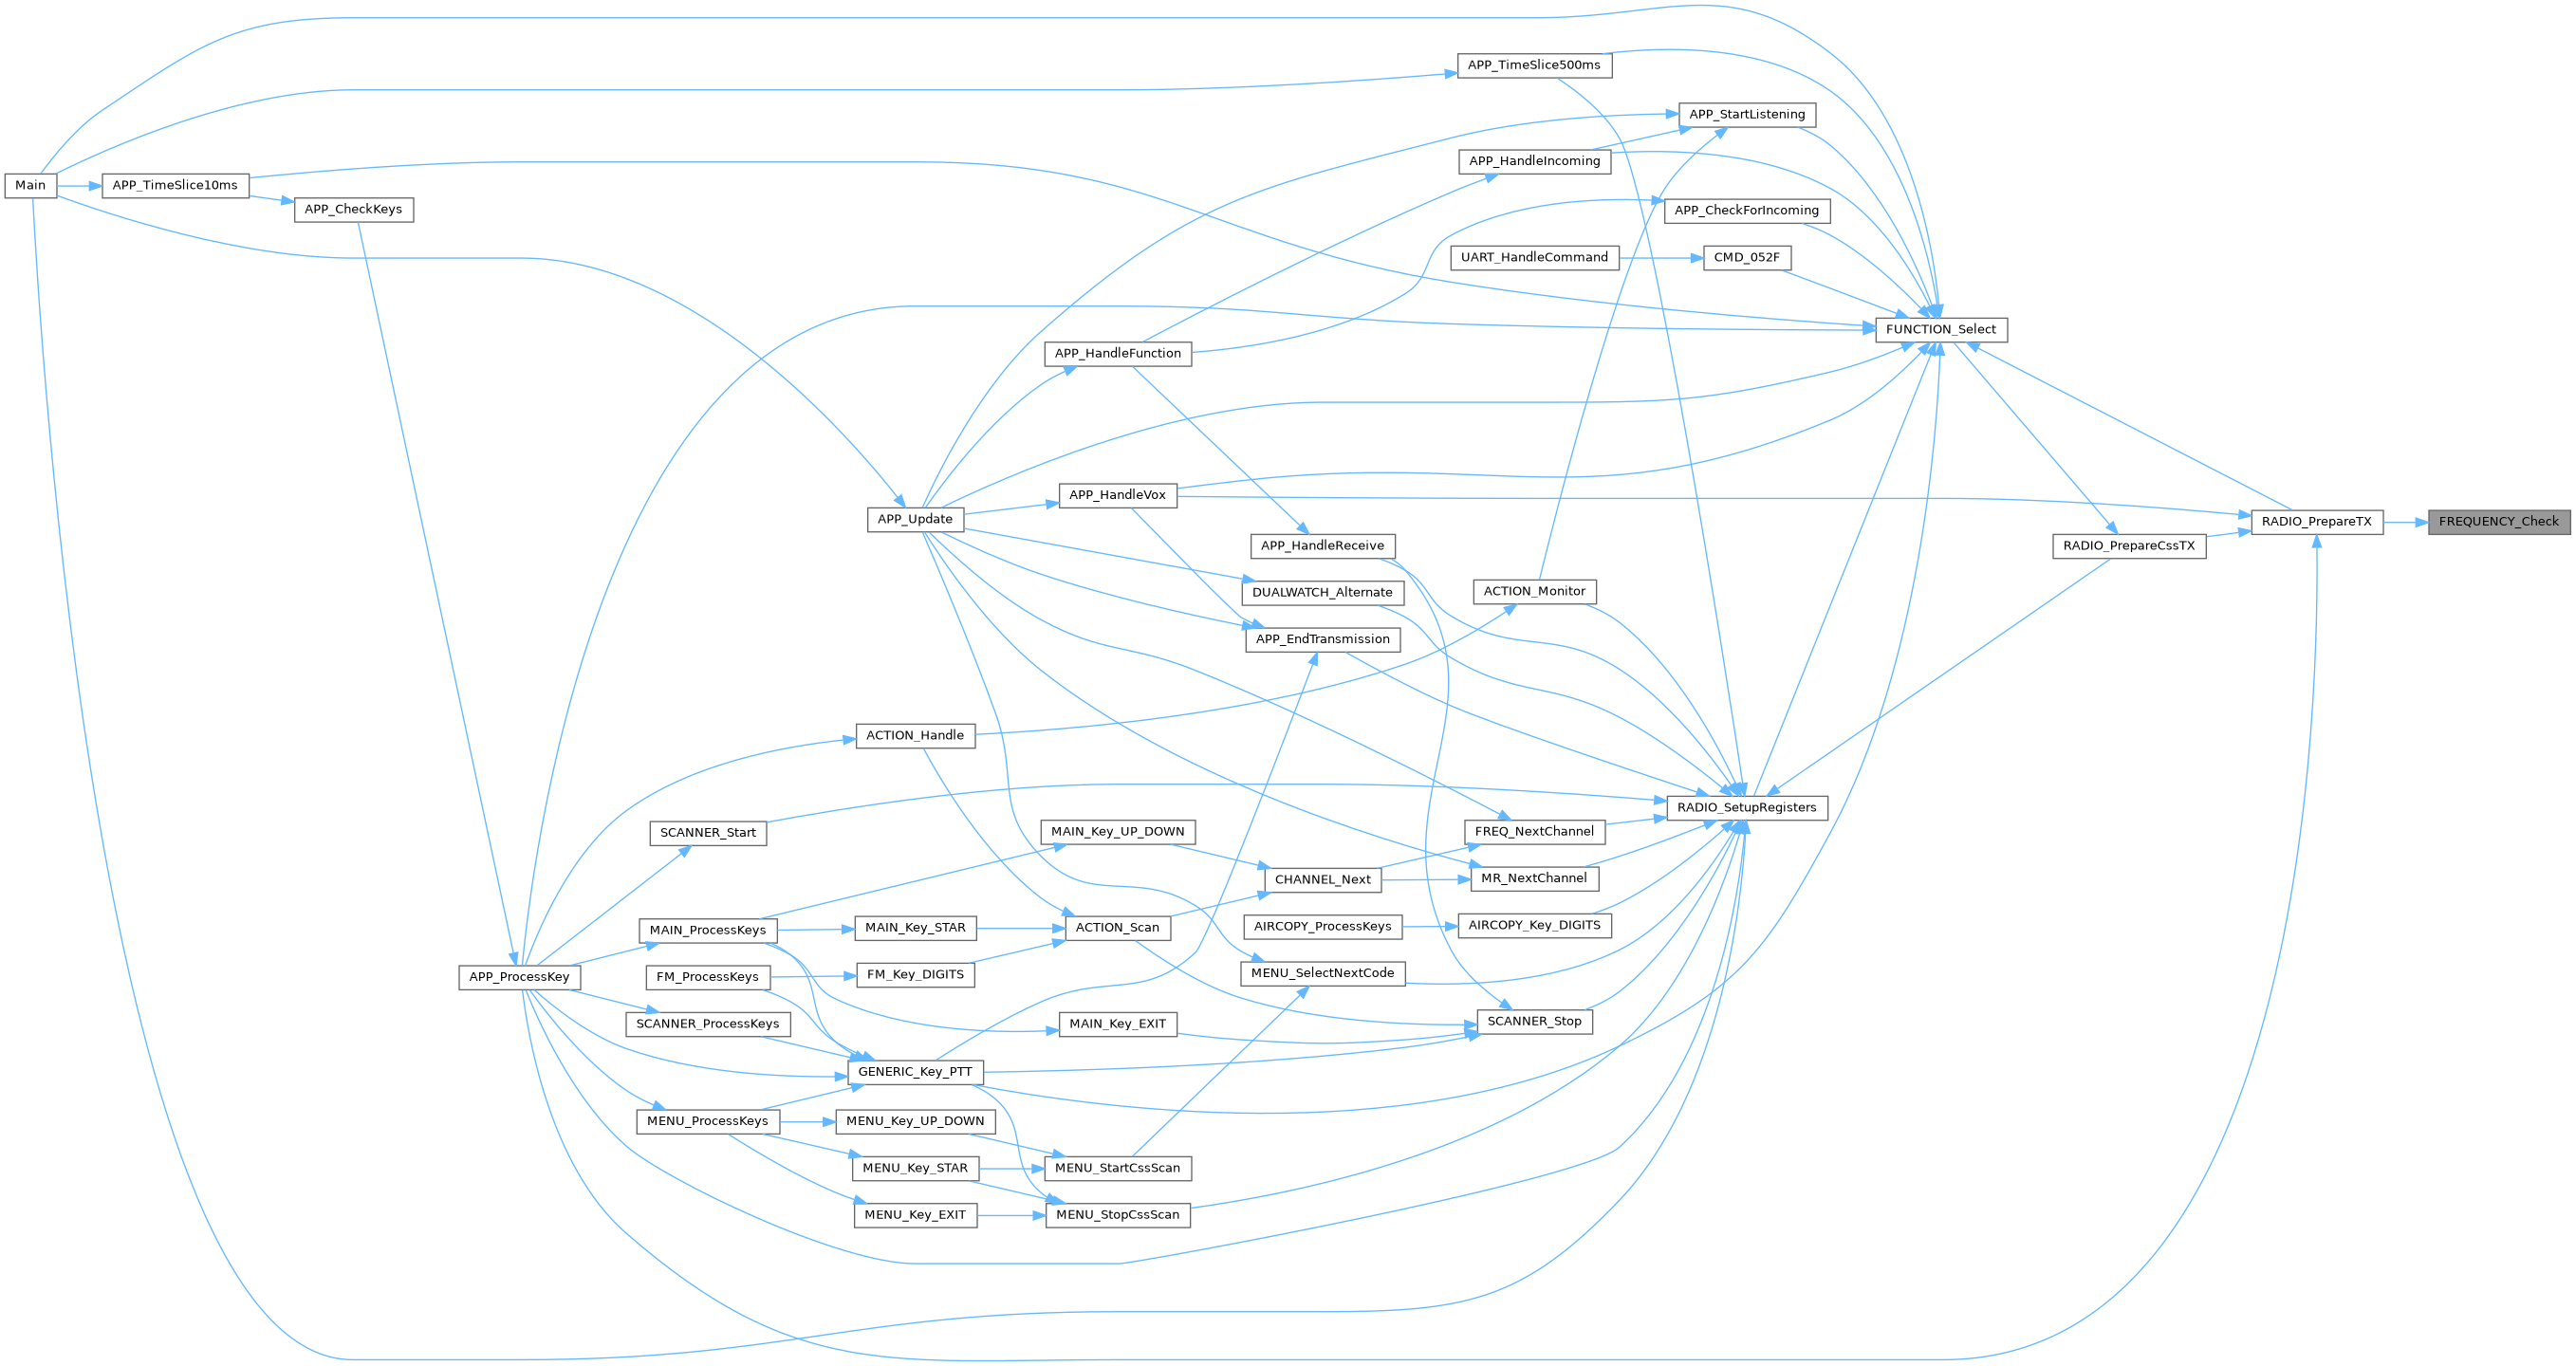 APP_TimeSlice500ms
APP_StartListening
APP_HandleIncoming
Main
APP_TimeSlice10ms
APP_CheckKeys
APP_CheckForIncoming
UART_HandleCommand
CMD_052F
FUNCTION_Select
APP_HandleFunction
APP_HandleVox
APP_Update
RADIO_PrepareTX
FREQUENCY_Check
APP_HandleReceive
RADIO_PrepareCssTX
DUALWATCH_Alternate
ACTION_Monitor
APP_EndTransmission
ACTION_Handle
RADIO_SetupRegisters
SCANNER_Start
MAIN_Key_UP_DOWN
FREQ_NextChannel
CHANNEL_Next
MR_NextChannel
MAIN_ProcessKeys
MAIN_Key_STAR
ACTION_Scan
AIRCOPY_ProcessKeys
AIRCOPY_Key_DIGITS
APP_ProcessKey
FM_ProcessKeys
FM_Key_DIGITS
MENU_SelectNextCode
SCANNER_ProcessKeys
MAIN_Key_EXIT
SCANNER_Stop
GENERIC_Key_PTT
MENU_ProcessKeys
MENU_Key_UP_DOWN
MENU_Key_STAR
MENU_StartCssScan
MENU_Key_EXIT
MENU_StopCssScan